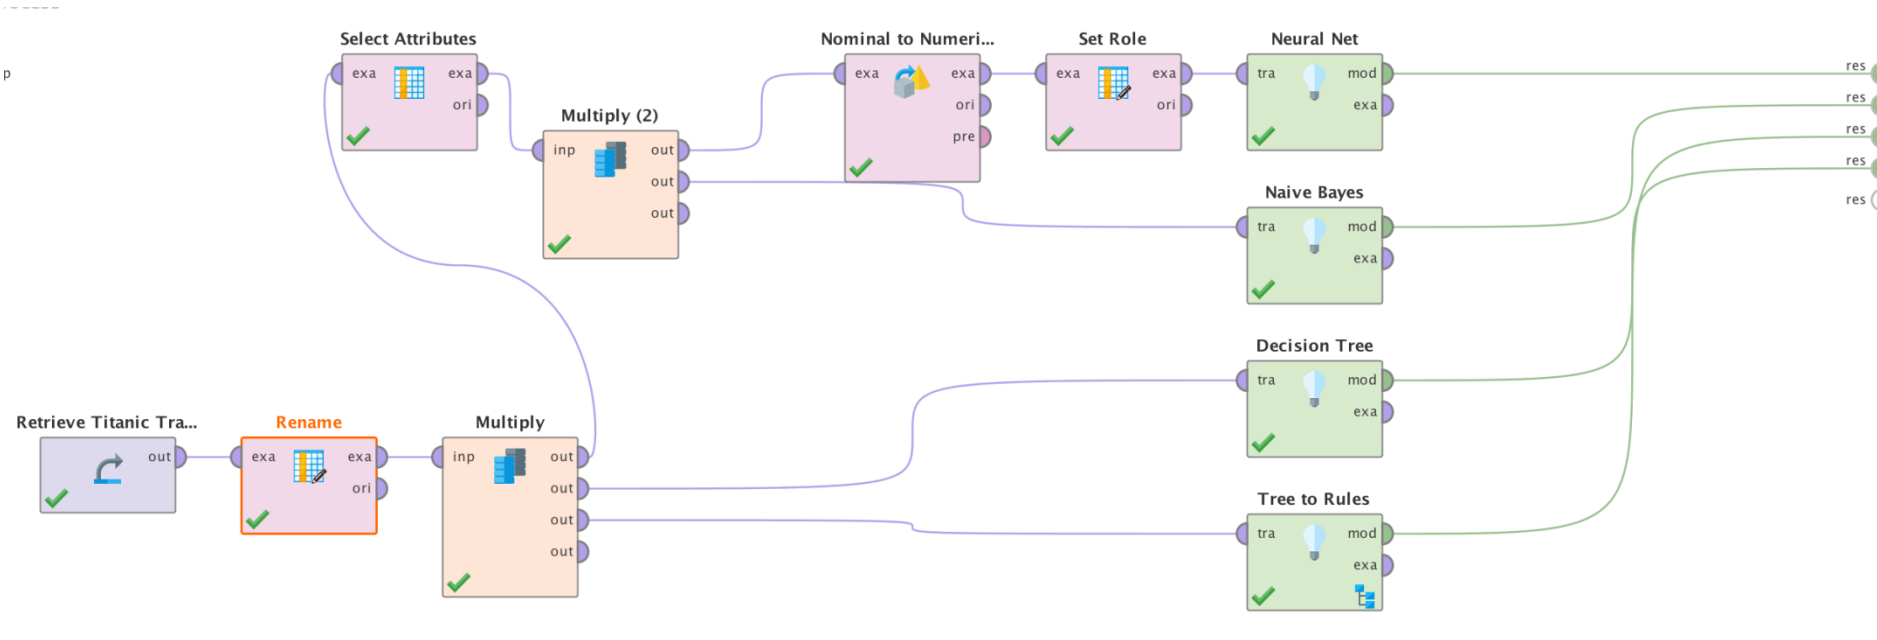 p
Select Attributes
exa
exa
ori
Multiply (2)
inp
out
out
out
Nominal to Numeri...
exa
exa
ori
pre
Set Role
exa
exa
ori
Neural Net
tra
mod
exa
Naive Bayes
tra
mod
exa
Decision Tree
tra
mod
exa
Retrieve Titanic Tra...
out
Rename
exa
exa
ori
Multiply
inp
out
out
out
out
Tree to Rules
tra
mod
exa
res
res
res
res
res